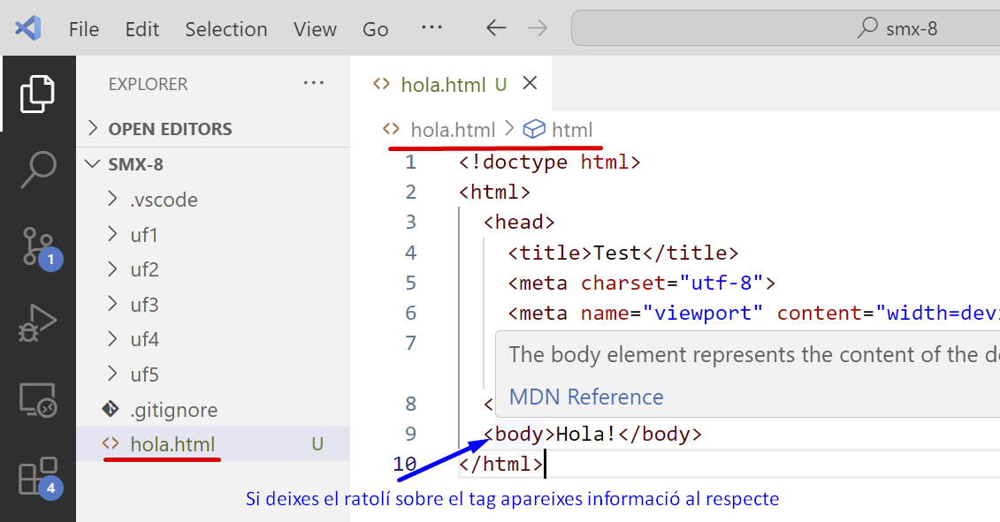 File Edit Selection View Go ··· smx-8
EXPLORER ···
OPEN EDITORS
SMX-8
.vscode
uf1
uf2
uf3
uf4
uf5
.gitignore
hola.html U
1
4
hola.html U
hola.html > html
1 <!doctype html>
2 <html>
3 <head>
4 <title>Test</title>
5 <meta charset="utf-8">
6 <meta name="viewport" content="width=devi
7
The body element represents the content of the d
MDN Reference
8 <
9 <body>Hola!</body>
10 </html>
Si deixes el ratolí sobre el tag apareixes informació al respecte